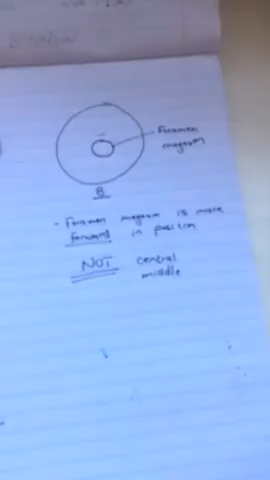 Foramen
magnum
B
- Foramen magnum is more
forward in position
NOT central
middle